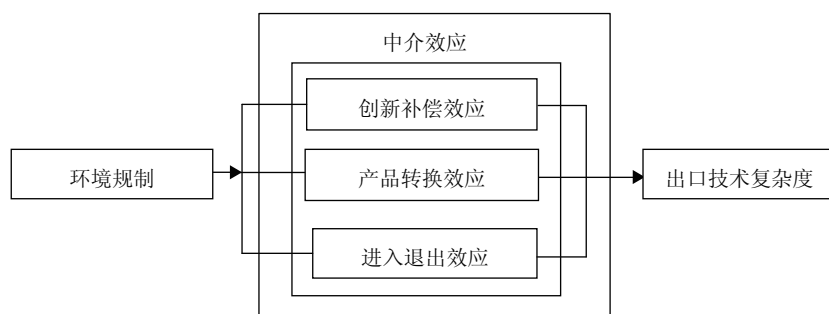 中介效应
创新补偿效应
环境规制
产品转换效应
出口技术复杂度
进入退出效应